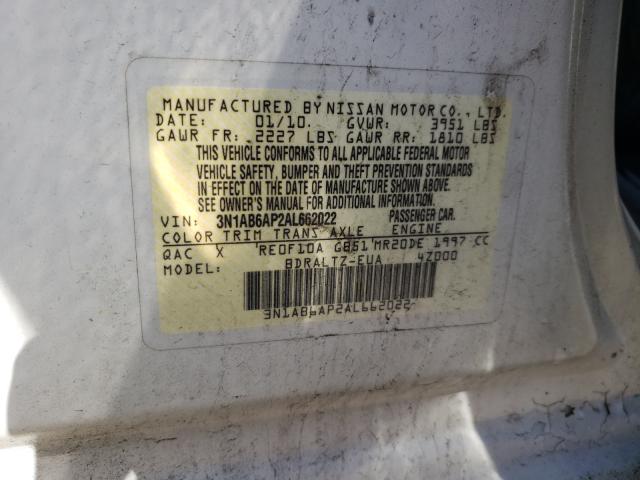 MANUFACTURED BY NISSAN MOTOR CO., LTD.
DATE: 01/10. GVWR: 3951 LBS
GAWR FR: 2227 LBS GAWR RR: 1810 LBS
THIS VEHICLE CONFORMS TO ALL APPLICABLE FEDERAL MOTOR
VEHICLE SAFETY, BUMPER AND THEFT PREVENTION STANDARDS
IN EFFECT ON THE DATE OF MANUFACTURE SHOWN ABOVE.
SEE OWNER'S MANUAL FOR ADDITIONAL INFORMATION.
VIN: 3N1AB6AP2AL662022 PASSENGER CAR.
COLOR TRIM TRANS AXLE ENGINE
QAC X RE0F10A GB51 MR20DE 1997 CC
MODEL: BDRALTZ-EUA 4Z000
3N1AB6AP2AL662022